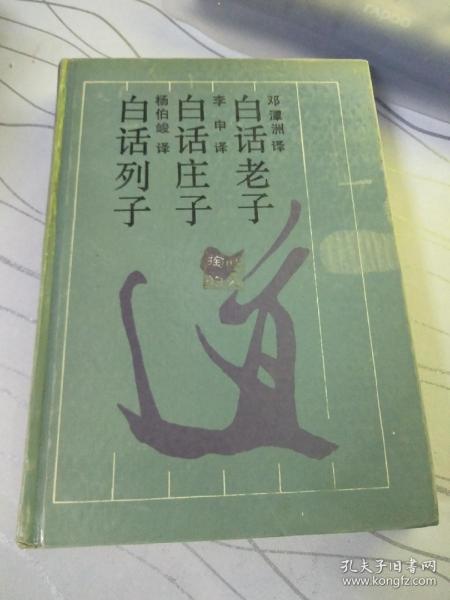 邓潭洲 译
白话老子
李申 译
白话庄子
杨伯峻 译
白话列子
道
孔夫子旧书网
www.kongfz.com